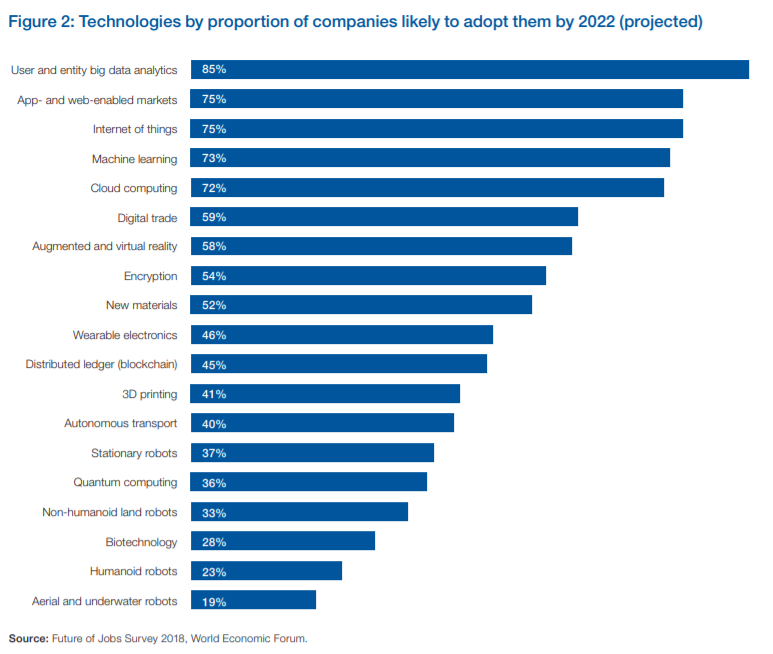 Figure 2: Technologies by proportion of companies likely to adopt them by 2022 (projected)
User and entity big data analytics 85%
App- and web-enabled markets 75%
Internet of things 75%
Machine learning 73%
Cloud computing 72%
Digital trade 59%
Augmented and virtual reality 58%
Encryption 54%
New materials 52%
Wearable electronics 46%
Distributed ledger (blockchain) 45%
3D printing 41%
Autonomous transport 40%
Stationary robots 37%
Quantum computing 36%
Non-humanoid land robots 33%
Biotechnology 28%
Humanoid robots 23%
Aerial and underwater robots 19%
Source: Future of Jobs Survey 2018, World Economic Forum.